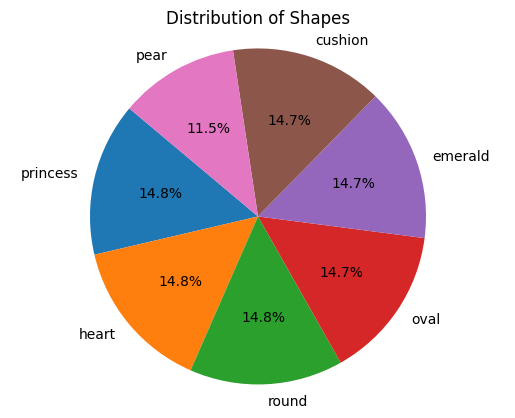 Distribution of Shapes
cushion
pear
14.7%
11.5%
emerald
princess
14.7%
14.8%
14.7%
14.8%
14.8%
oval
heart
round